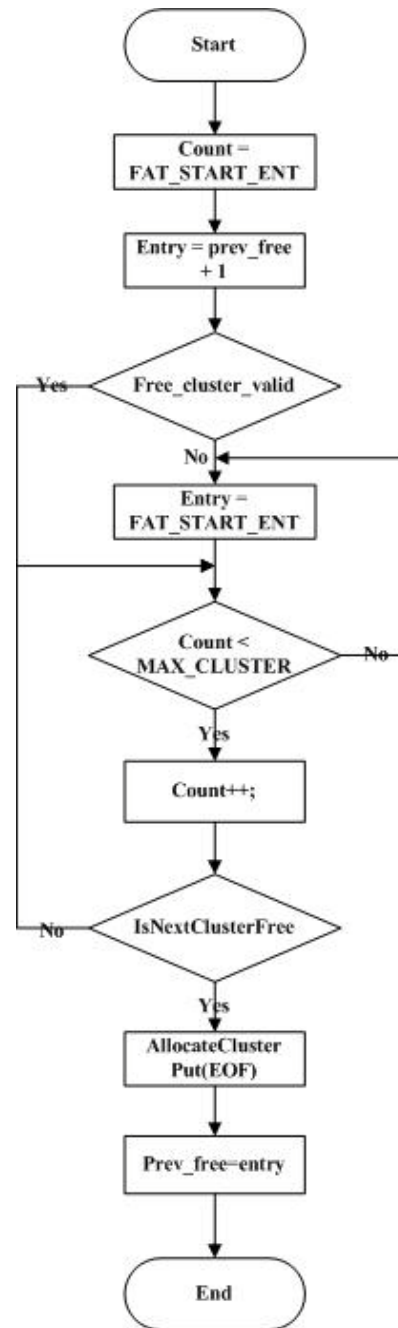 Start
Count =
FAT_START_ENT
Entry = prev_free
+ 1
Yes
Free_cluster_valid
No
Entry =
FAT_START_ENT
Count <
MAX_CLUSTER
No
Yes
Count++;
IsNextClusterFree
No
Yes
AllocateCluster
Put(EOF)
Prev_free=entry
End